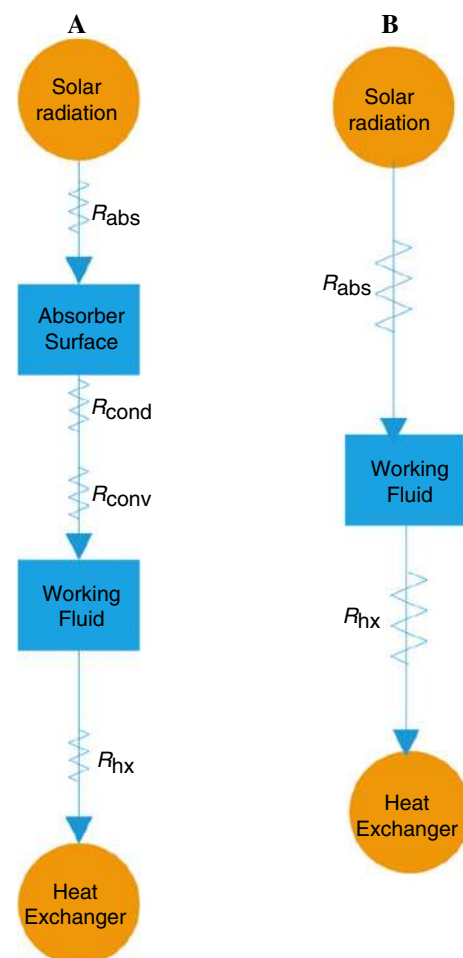 A
Solar
radiation
Rabs
Absorber
Surface
Rcond
Rconv
Working
Fluid
Rhx
Heat
Exchanger
B
Solar
radiation
Rabs
Working
Fluid
Rhx
Heat
Exchanger